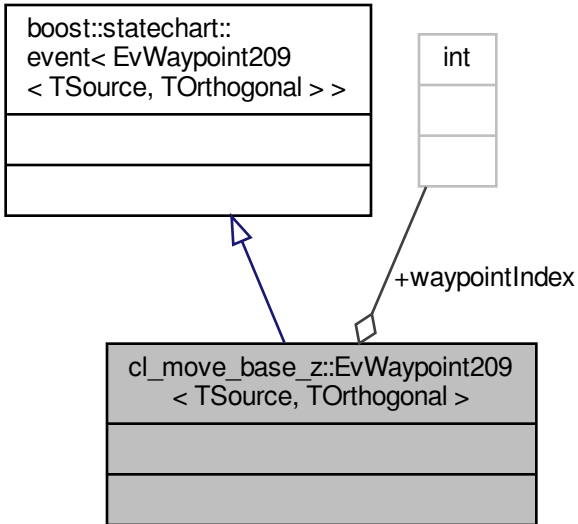 boost::statechart::
event< EvWaypoint209
< TSource, TOrthogonal > >
int
+waypointIndex
cl_move_base_z::EvWaypoint209
< TSource, TOrthogonal >